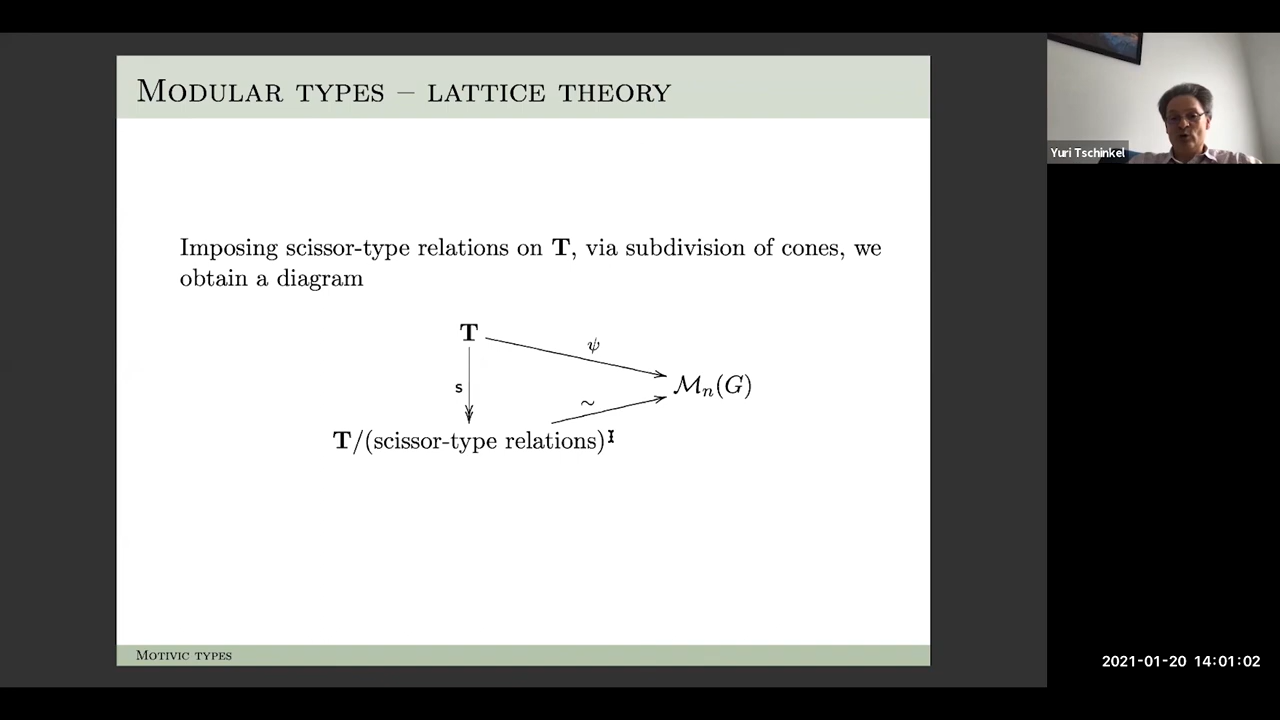 Modular types – lattice theory
Yuri Tschinkel
Imposing scissor-type relations on T, via subdivision of cones, we
obtain a diagram
T
ψ
s
M_n(G)
∼
T/(scissor-type relations)
Motivic types
2021-01-20 14:01:02